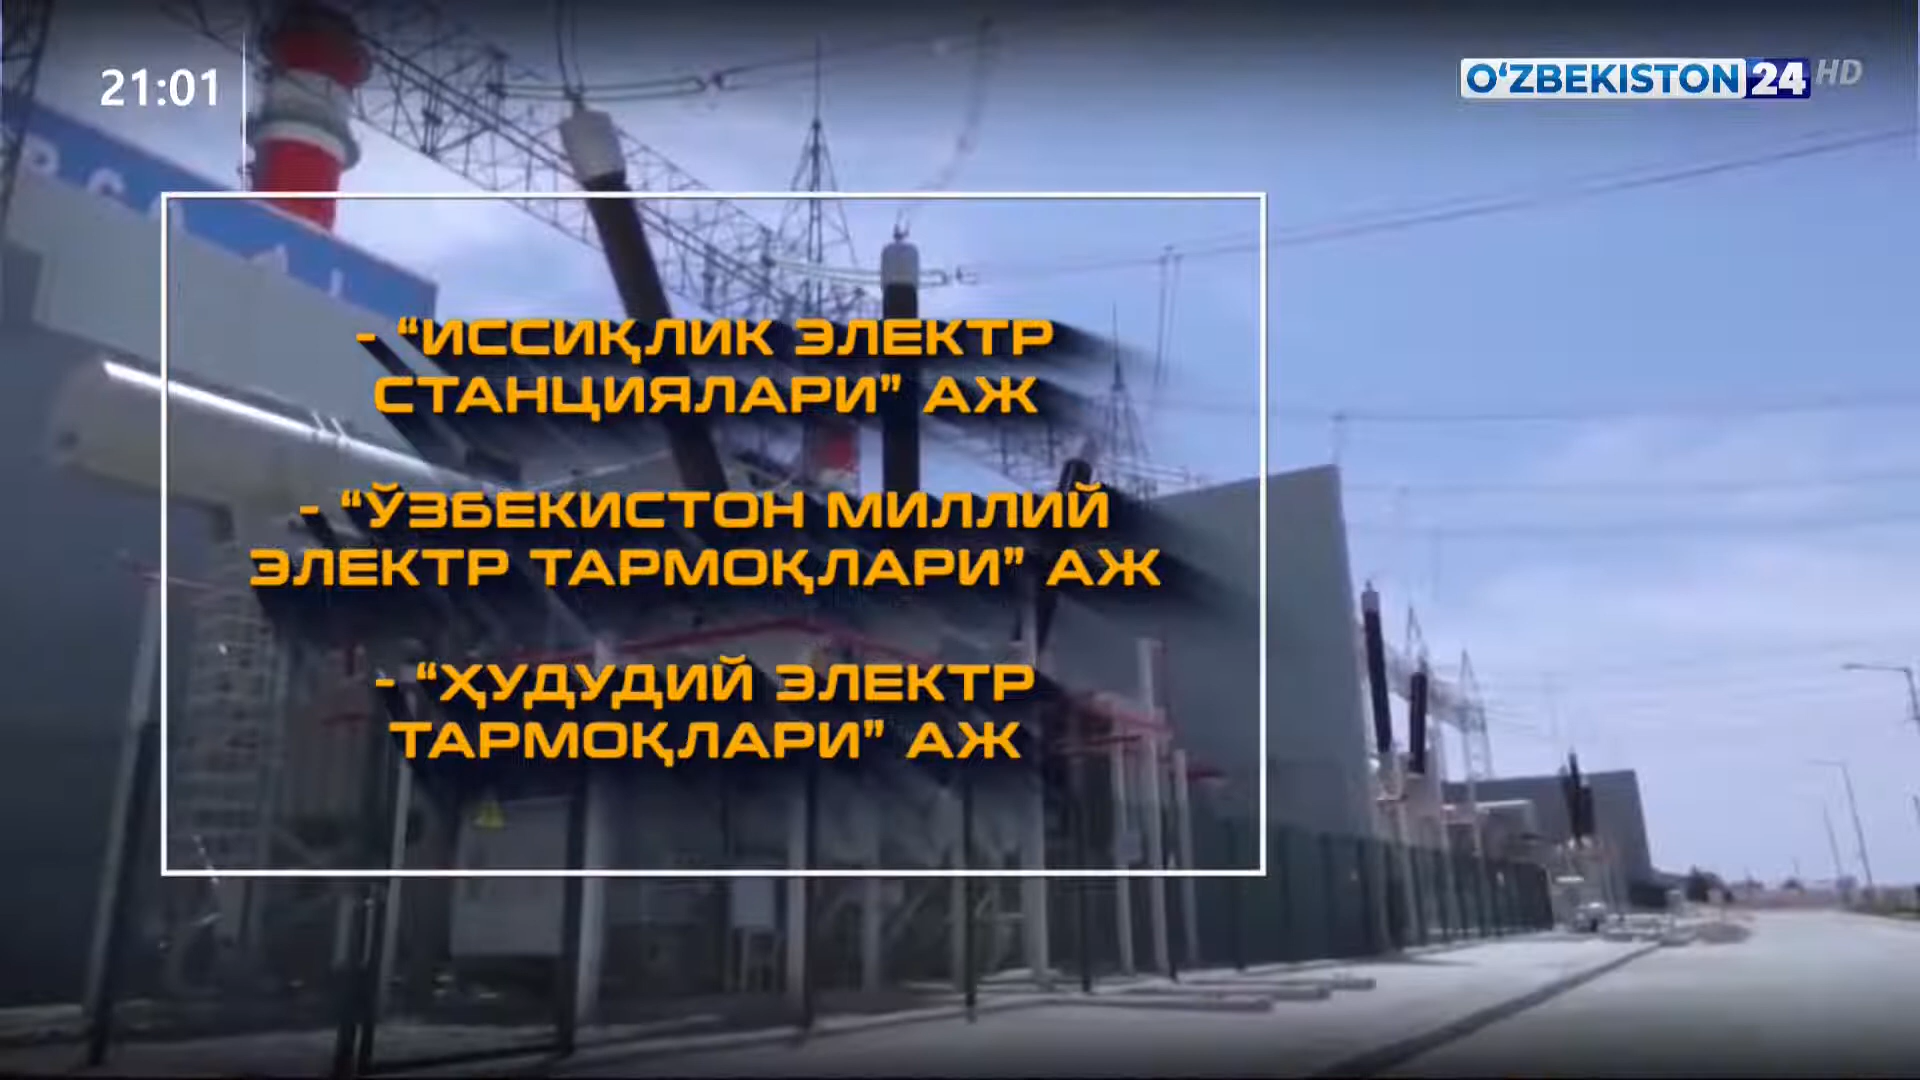 21:01
O‘ZBEKISTON 24 HD
- “ИССИҚЛИК ЭЛЕКТР
СТАНЦИЯЛАРИ” АЖ
- “ЎЗБЕКИСТОН МИЛЛИЙ
ЭЛЕКТР ТАРМОҚЛАРИ” АЖ
- “ҲУДУДИЙ ЭЛЕКТР
ТАРМОҚЛАРИ” АЖ